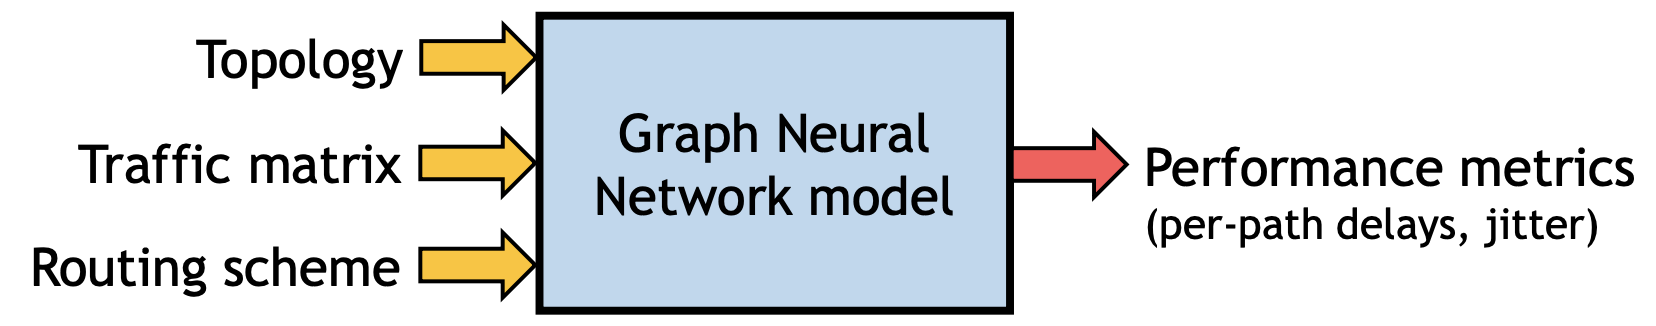 Topology
Traffic matrix
Routing scheme
Graph Neural
Network model
Performance metrics
(per-path delays, jitter)